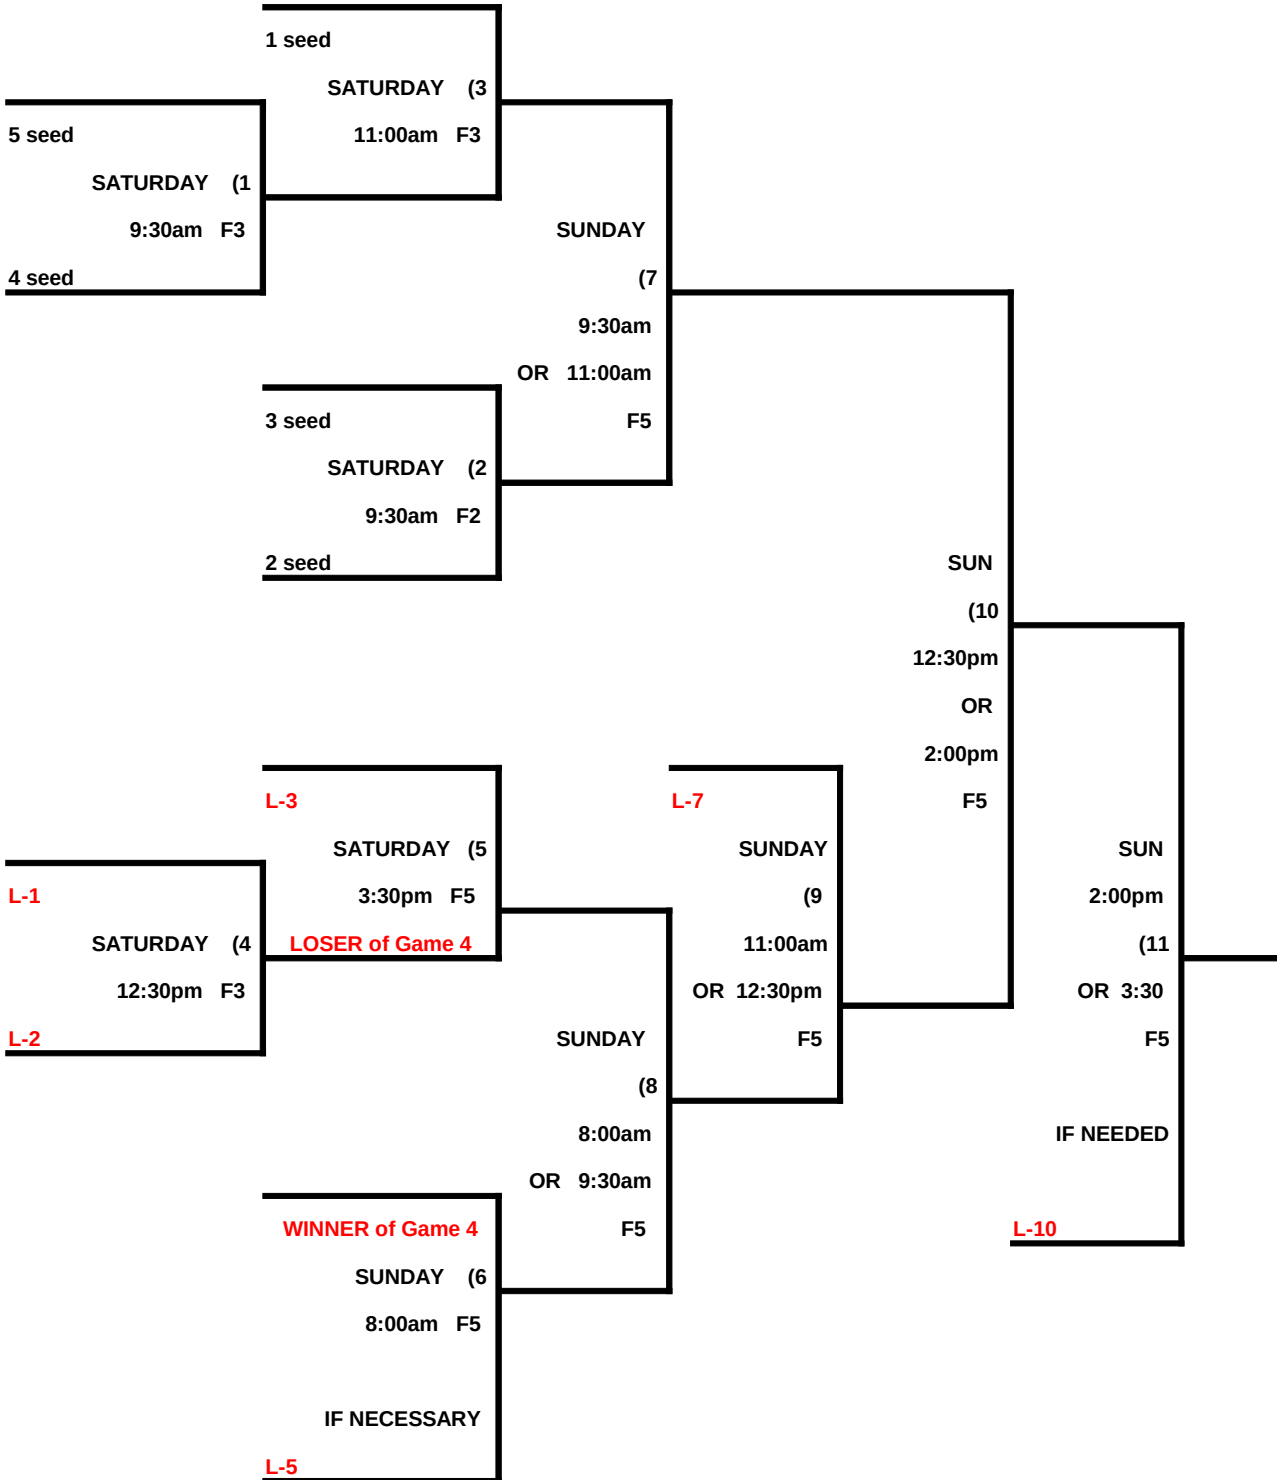 1 seed
SATURDAY (3
11:00am F3
5 seed
SATURDAY (1
9:30am F3
4 seed
SUNDAY
(7
9:30am
OR 11:00am
F5
3 seed
SATURDAY (2
9:30am F2
2 seed
SUN
(10
12:30pm
OR
2:00pm
F5
L-3
SATURDAY (5
3:30pm F5
LOSER of Game 4
L-1
SATURDAY (4
12:30pm F3
L-2
L-7
SUNDAY
(9
11:00am
OR 12:30pm
F5
SUN
2:00pm
(11
OR 3:30
F5
IF NEEDED
L-10
SUNDAY
(8
8:00am
OR 9:30am
F5
WINNER of Game 4
SUNDAY (6
8:00am F5
IF NECESSARY
L-5